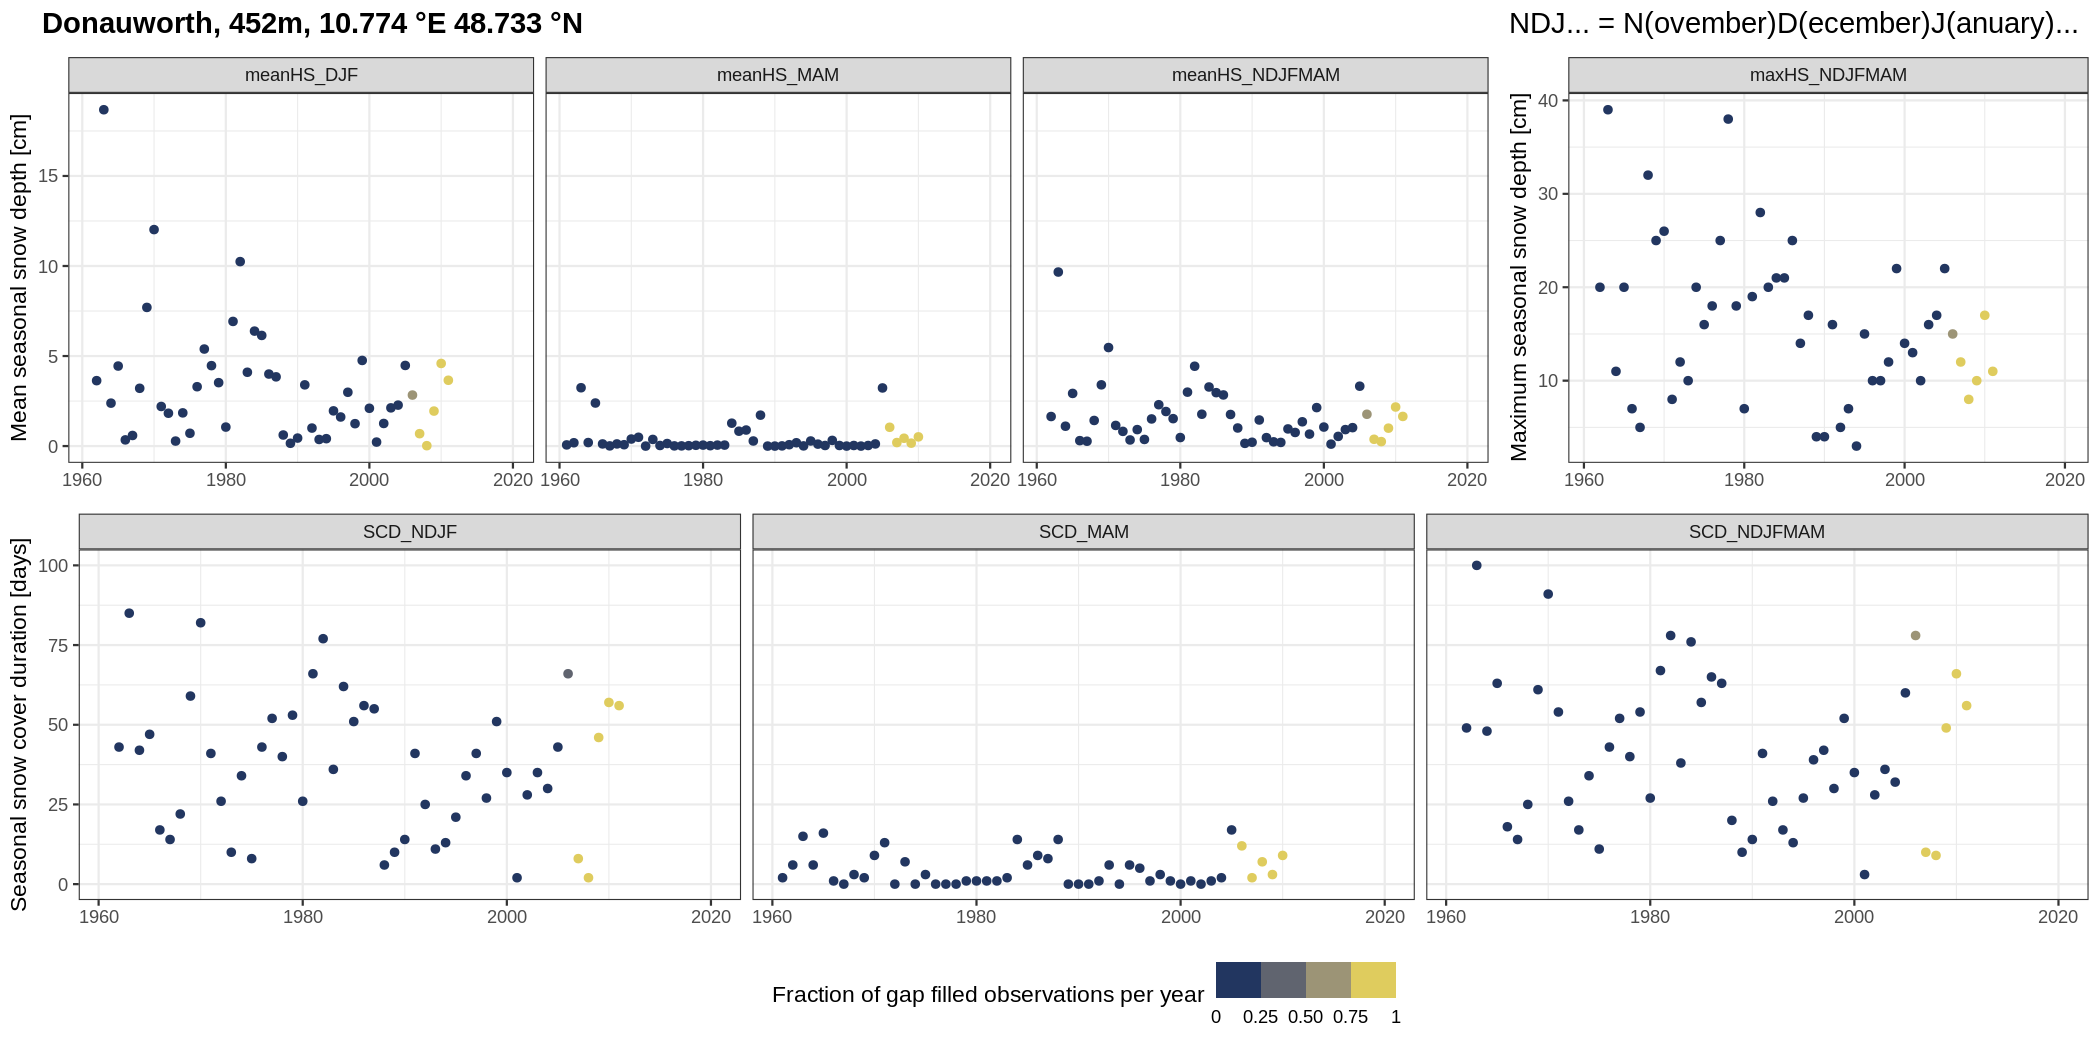 Donauworth, 452m, 10.774 °E 48.733 °N
NDJ... = N(ovember)D(ecember)J(anuary)...
meanHS_DJF
meanHS_MAM
meanHS_NDJFMAM
maxHS_NDJFMAM
Mean seasonal snow depth [cm]
15
10
5
0
1960 1980 2000 2020
1960 1980 2000 2020
1960 1980 2000 2020
Maximum seasonal snow depth [cm]
40
30
20
10
1960 1980 2000 2020
SCD_NDJF
SCD_MAM
SCD_NDJFMAM
Seasonal snow cover duration [days]
100
75
50
25
0
1960 1980 2000 2020
1960 1980 2000 2020
1960 1980 2000 2020
Fraction of gap filled observations per year
0 0.25 0.50 0.75 1